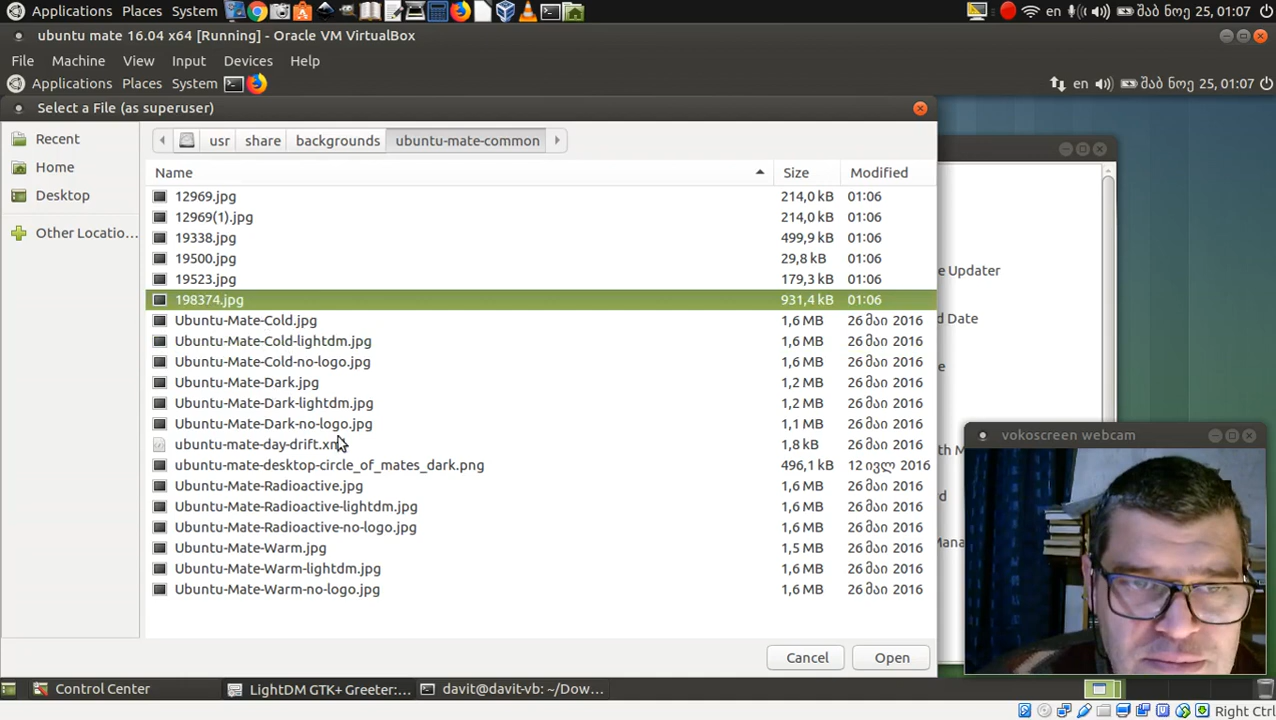 Applications Places System en შაბ ნოე 25, 01:07
ubuntu mate 16.04 x64 [Running] - Oracle VM VirtualBox
File Machine View Input Devices Help
Applications Places System en შაბ ნოე 25, 01:07
Select a File (as superuser)
Recent
Home
Desktop
Other Locatio...
usr share backgrounds ubuntu-mate-common
Name Size Modified
12969.jpg 214,0 kB 01:06
12969(1).jpg 214,0 kB 01:06
19338.jpg 499,9 kB 01:06
19500.jpg 29,8 kB 01:06
19523.jpg 179,3 kB 01:06
198374.jpg 931,4 kB 01:06
Ubuntu-Mate-Cold.jpg 1,6 MB 26 მაი 2016
Ubuntu-Mate-Cold-lightdm.jpg 1,6 MB 26 მაი 2016
Ubuntu-Mate-Cold-no-logo.jpg 1,6 MB 26 მაი 2016
Ubuntu-Mate-Dark.jpg 1,2 MB 26 მაი 2016
Ubuntu-Mate-Dark-lightdm.jpg 1,2 MB 26 მაი 2016
Ubuntu-Mate-Dark-no-logo.jpg 1,1 MB 26 მაი 2016
ubuntu-mate-day-drift.xml 1,8 kB 26 მაი 2016
ubuntu-mate-desktop-circle_of_mates_dark.png 496,1 kB 12 ივლ 2016
Ubuntu-Mate-Radioactive.jpg 1,6 MB 26 მაი 2016
Ubuntu-Mate-Radioactive-lightdm.jpg 1,6 MB 26 მაი 2016
Ubuntu-Mate-Radioactive-no-logo.jpg 1,6 MB 26 მაი 2016
Ubuntu-Mate-Warm.jpg 1,5 MB 26 მაი 2016
Ubuntu-Mate-Warm-lightdm.jpg 1,6 MB 26 მაი 2016
Ubuntu-Mate-Warm-no-logo.jpg 1,6 MB 26 მაი 2016
Cancel Open
e Updater
d Date
e
th M
d
Mana
vokoscreen webcam
Control Center LightDM GTK+ Greeter:... davit@davit-vb: ~/Dow...
Right Ctrl